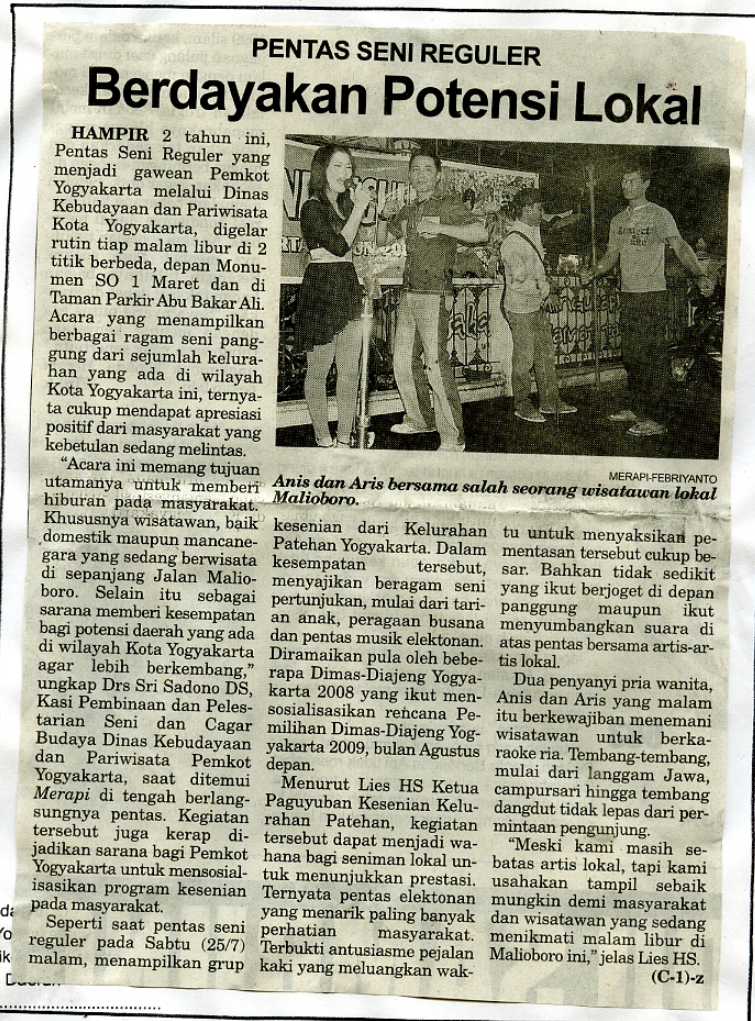 PENTAS SENI REGULER
Berdayakan Potensi Lokal
HAMPIR 2 tahun ini,
Pentas Seni Reguler yang
menjadi gawean Pemkot
Yogyakarta melalui Dinas
Kebudayaan dan Pariwisata
Kota Yogyakarta, digelar
rutin tiap malam libur di 2
titik berbeda, depan Monu-
men SO 1 Maret dan di
Taman Parkir Abu Bakar Ali.
Acara yang menampilkan
berbagai ragam seni pang-
gung dari sejumlah kelura-
han yang ada di wilayah
Kota Yogyakarta ini, ternya-
ta cukup mendapat apresiasi
positif dari masyarakat yang
kebetulan sedang melintas.
"Acara ini memang tujuan
utamanya untuk memberi
hiburan pada masyarakat.
Khususnya wisatawan, baik
domestik maupun mancane-
gara yang sedang berwisata
di sepanjang Jalan Malio-
boro. Selain itu sebagai
sarana memberi kesempatan
bagi potensi daerah yang ada
di wilayah Kota Yogyakarta
agar lebih berkembang,"
ungkap Drs Sri Sadono DS,
Kasi Pembinaan dan Peles-
tarian Seni dan Cagar
Budaya Dinas Kebudayaan
dan Pariwisata Pemkot
Yogyakarta, saat ditemui
Merapi di tengah berlang-
sungnya pentas. Kegiatan
tersebut juga kerap di-
jadikan sarana bagi Pemkot
Yogyakarta untuk mensosial-
isasikan program kesenian
pada masyarakat.
Seperti saat pentas seni
reguler pada Sabtu (25/7)
malam, menampilkan grup
MERAPI-FEBRIYANTO
Anis dan Aris bersama salah seorang wisatawan lokal
Malioboro.
kesenian dari Kelurahan
Patehan Yogyakarta. Dalam
kesempatan tersebut,
menyajikan beragam seni
pertunjukan, mulai dari tari-
an anak, peragaan busana
dan pentas musik elektonan.
Diramaikan pula oleh bebe-
rapa Dimas-Diajeng Yogya-
karta 2008 yang ikut men-
sosialisasikan rencana Pe-
milihan Dimas-Diajeng Yog-
yakarta 2009, bulan Agustus
depan.
Menurut Lies HS Ketua
Paguyuban Kesenian Kelu-
rahan Patehan, kegiatan
tersebut dapat menjadi wa-
hana bagi seniman lokal un-
tuk menunjukkan prestasi.
Ternyata pentas elektonan
yang menarik paling banyak
perhatian masyarakat.
Terbukti antusiasme pejalan
kaki yang meluangkan wak-
tu untuk menyaksikan pe-
mentasan tersebut cukup be-
sar. Bahkan tidak sedikit
yang ikut berjoget di depan
panggung maupun ikut
menyumbangkan suara di
atas pentas bersama artis-ar-
tis lokal.
Dua penyanyi pria wanita,
Anis dan Aris yang malam
itu berkewajiban menemani
wisatawan untuk berka-
raoke ria. Tembang-tembang,
mulai dari langgam Jawa,
campursari hingga tembang
dangdut tidak lepas dari per-
mintaan pengunjung.
"Meski kami masih se-
batas artis lokal, tapi kami
usahakan tampil sebaik
mungkin demi masyarakat
dan wisatawan yang sedang
menikmati malam libur di
Malioboro ini," jelas Lies HS.
(C-1)-z